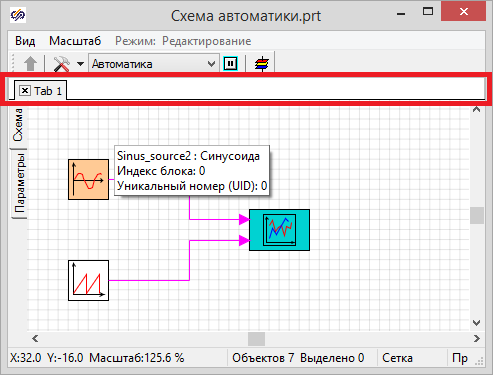 Схема автоматики.prt
Вид Масштаб Режим: Редактирование
Автоматика
Tab 1
Схема
Параметры
Sinus_source2 : Синусоида
Индекс блока: 0
Уникальный номер (UID): 0
X:32.0 Y:-16.0 Масштаб:125.6 % Объектов 7 Выделено 0 Сетка Пр